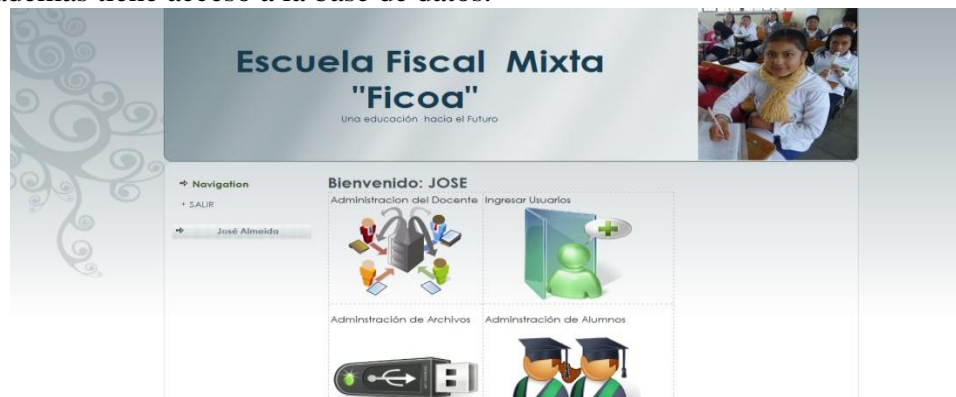 además tiene acceso a la base de datos.
Escuela Fiscal Mixta
"Ficoa"
Una educación hacia el Futuro
Navigation
+ SALIR
José Almeida
Bienvenido: JOSE
Administracion del Docente
Ingresar Usuarios
Adminstración de Archivos
Adminstración de Alumnos